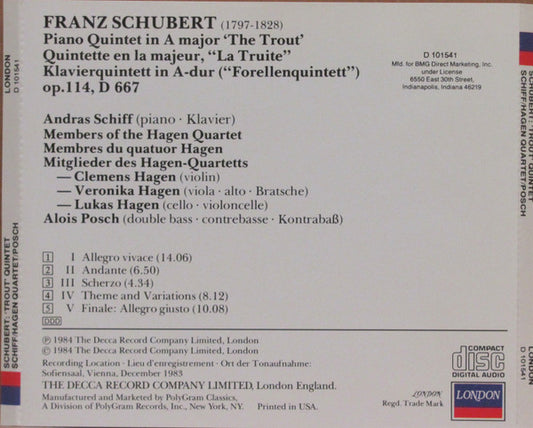 LONDON
D 101541
SCHUBERT: 'TROUT' QUINTET
SCHIFF/HAGEN QUARTET/POSCH
FRANZ SCHUBERT (1797-1828)
Piano Quintet in A major ‘The Trout’
Quintette en la majeur, “La Truite”
Klavierquintett in A-dur (“Forellenquintett”)
op.114, D 667
D 101541
Mfd. for BMG Direct Marketing, Inc.
under License
6550 East 30th Street,
Indianapolis, Indiana 46219
Andras Schiff (piano · Klavier)
Members of the Hagen Quartet
Membres du quatuor Hagen
Mitglieder des Hagen-Quartetts
— Clemens Hagen (violin)
— Veronika Hagen (viola · alto · Bratsche)
— Lukas Hagen (cello · violoncelle)
Alois Posch (double bass · contrebasse · Kontrabaß)
1 I Allegro vivace (14.06)
2 II Andante (6.50)
3 III Scherzo (4.34)
4 IV Theme and Variations (8.12)
5 V Finale: Allegro giusto (10.08)
DDD
℗ 1984 The Decca Record Company Limited, London
© 1984 The Decca Record Company Limited, London
Recording Location · Lieu d'enregistrement · Ort der Tonaufnahme:
Sofiensaal, Vienna, December 1983
THE DECCA RECORD COMPANY LIMITED, London England.
Manufactured and Marketed by PolyGram Classics,
A Division of PolyGram Records, Inc., New York, NY. Printed in USA.
COMPACT
disc
DIGITAL AUDIO
LONDON
Regd. Trade Mark
LONDON
SCHUBERT: 'TROUT' QUINTET
SCHIFF/HAGEN QUARTET/POSCH
LONDON
D 101541